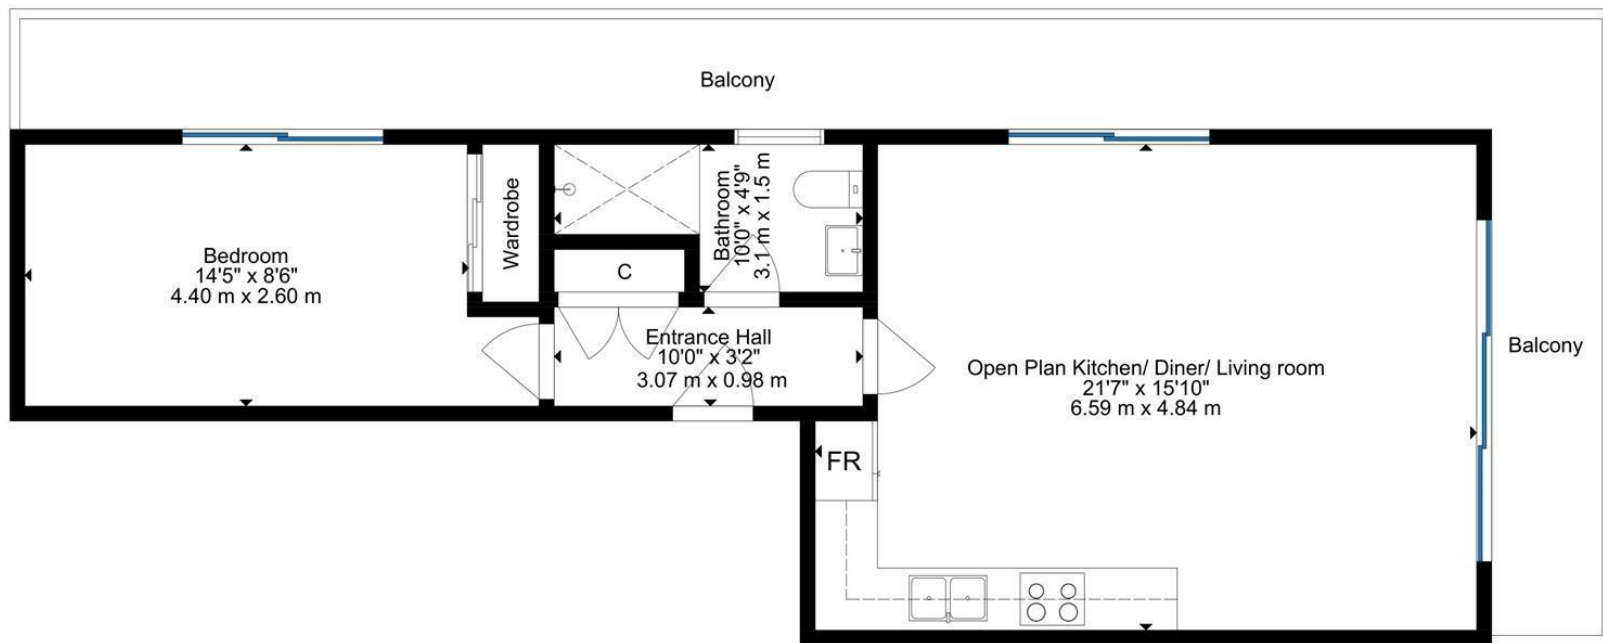 Balcony
Bedroom
14'5" x 8'6"
4.40 m x 2.60 m
Wardrobe
Bathroom
10'0" x 4'9"
3.1 m x 1.5 m
C
Entrance Hall
10'0" x 3'2"
3.07 m x 0.98 m
Open Plan Kitchen/ Diner/ Living room
21'7" x 15'10"
6.59 m x 4.84 m
Balcony
FR